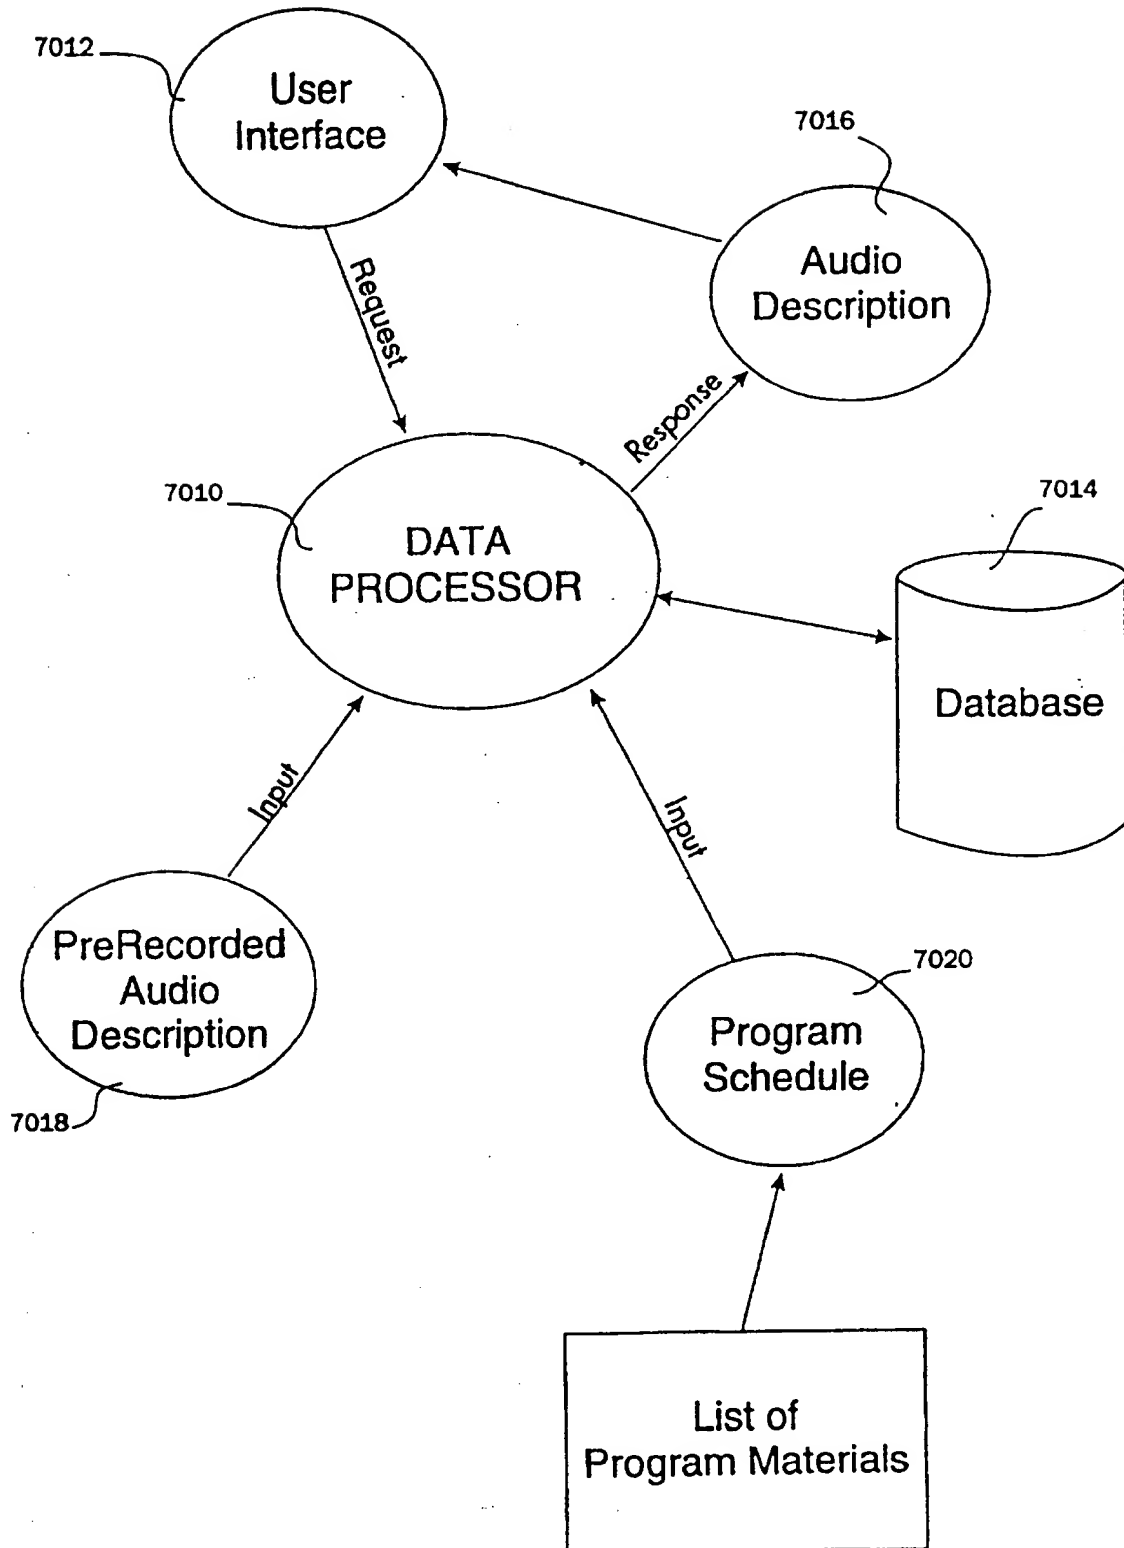 7012
User
Interface
7016
Audio
Description
Request
Response
7010
DATA
PROCESSOR
7014
Database
Input
Input
PreRecorded
Audio
Description
7018
7020
Program
Schedule
List of
Program Materials